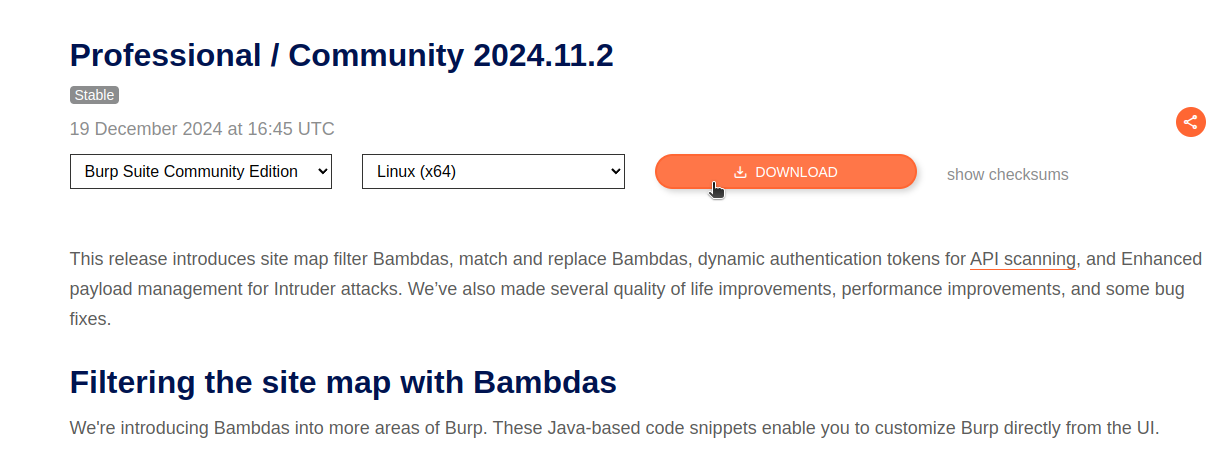 Professional / Community 2024.11.2
Stable
19 December 2024 at 16:45 UTC
Burp Suite Community Edition
Linux (x64)
DOWNLOAD
show checksums
This release introduces site map filter Bambdas, match and replace Bambdas, dynamic authentication tokens for API scanning, and Enhanced
payload management for Intruder attacks. We’ve also made several quality of life improvements, performance improvements, and some bug
fixes.
Filtering the site map with Bambdas
We're introducing Bambdas into more areas of Burp. These Java-based code snippets enable you to customize Burp directly from the UI.